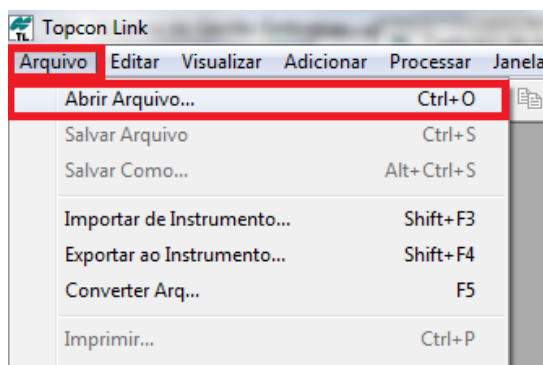 TL Topcon Link
Arquivo Editar Visualizar Adicionar Processar Janela
Abrir Arquivo... Ctrl+O
Salvar Arquivo Ctrl+S
Salvar Como... Alt+Ctrl+S
Importar de Instrumento... Shift+F3
Exportar ao Instrumento... Shift+F4
Converter Arq... F5
Imprimir... Ctrl+P